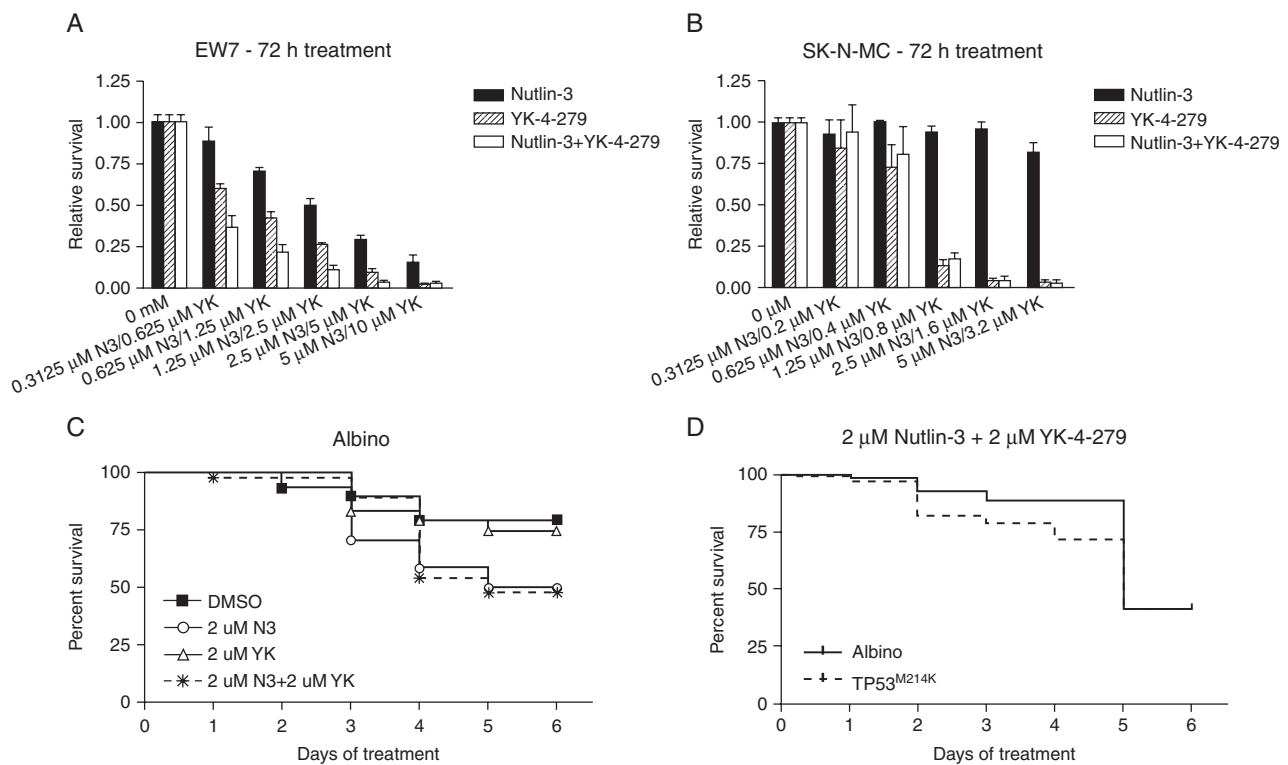 A
EW7 - 72 h treatment
Relative survival
1.25
1.00
0.75
0.50
0.25
0.00
0 mM
0.3125 μM N3/0.625 μM YK
0.625 μM N3/1.25 μM YK
1.25 μM N3/2.5 μM YK
2.5 μM N3/5 μM YK
5 μM N3/10 μM YK
Nutlin-3
YK-4-279
Nutlin-3+YK-4-279
B
SK-N-MC - 72 h treatment
Relative survival
1.25
1.00
0.75
0.50
0.25
0.00
0 μM
0.3125 μM N3/0.2 μM YK
0.625 μM N3/0.4 μM YK
1.25 μM N3/0.8 μM YK
2.5 μM N3/1.6 μM YK
5 μM N3/3.2 μM YK
Nutlin-3
YK-4-279
Nutlin-3+YK-4-279
C
Albino
Percent survival
100
75
50
25
0
DMSO
2 uM N3
2 uM YK
2 uM N3+2 uM YK
0 1 2 3 4 5 6
Days of treatment
D
2 μM Nutlin-3 + 2 μM YK-4-279
Percent survival
100
75
50
25
0
Albino
TP53^M214K
0 1 2 3 4 5 6
Days of treatment